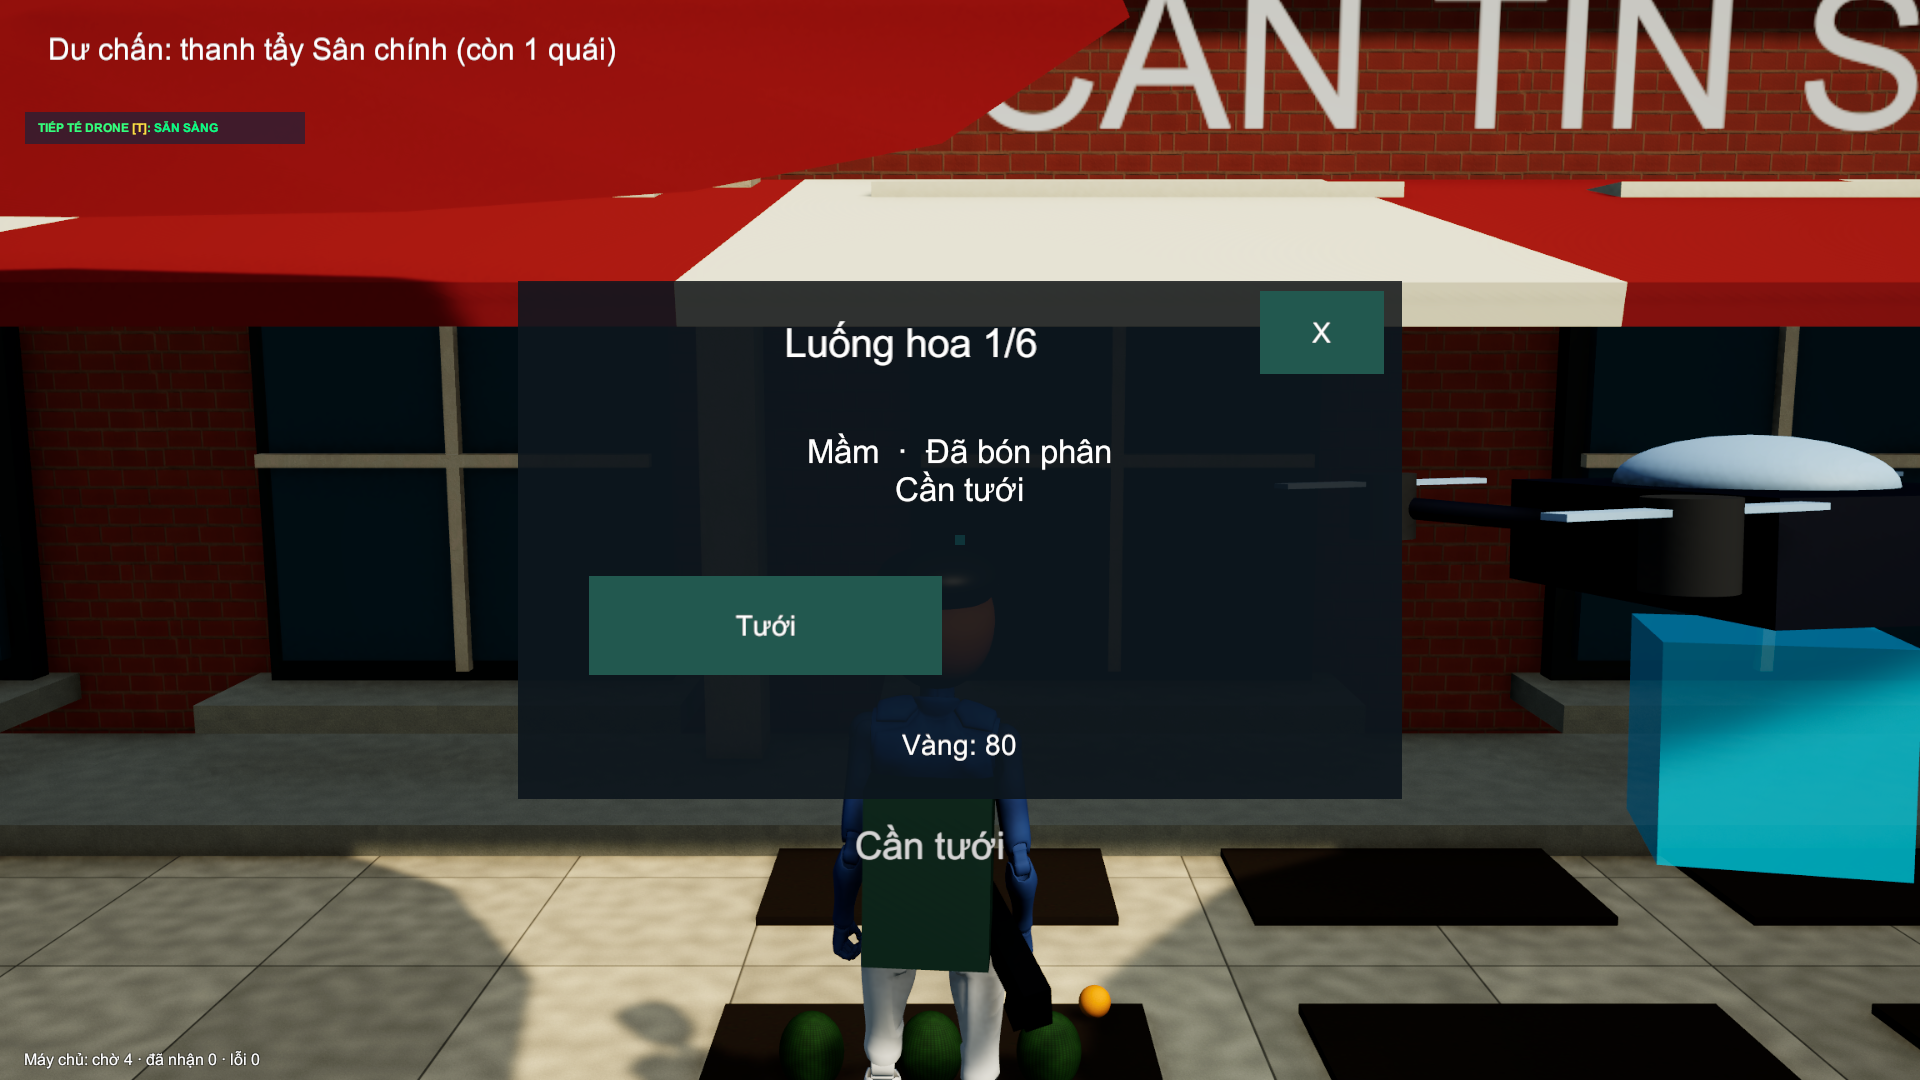 Dư chấn: thanh tẩy Sân chính (còn 1 quái)
CĂN TIN S
TIẾP TẾ DRONE [T]: SẴN SÀNG
Luống hoa 1/6
X
Mầm · Đã bón phân
Cần tưới
Tưới
Vàng: 80
Cần tưới
Máy chủ: chờ 4 · đã nhận 0 · lỗi 0